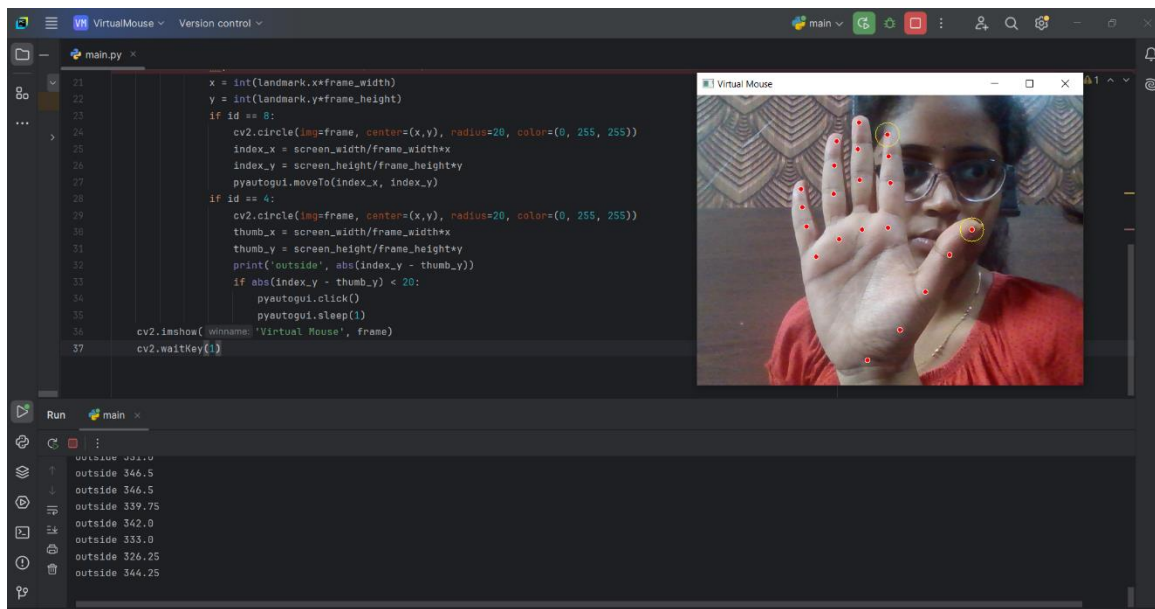 VM VirtualMouse Version control main
main.py
21 x = int(landmark.x*frame_width)
22 y = int(landmark.y*frame_height)
23 if id == 8:
24 cv2.circle(img=frame, center=(x,y), radius=20, color=(0, 255, 255))
25 index_x = screen_width/frame_width*x
26 index_y = screen_height/frame_height*y
27 pyautogui.moveTo(index_x, index_y)
28 if id == 4:
29 cv2.circle(img=frame, center=(x,y), radius=20, color=(0, 255, 255))
30 thumb_x = screen_width/frame_width*x
31 thumb_y = screen_height/frame_height*y
32 print('outside', abs(index_y - thumb_y))
33 if abs(index_y - thumb_y) < 20:
34 pyautogui.click()
35 pyautogui.sleep(1)
36 cv2.imshow( winname: 'Virtual Mouse', frame)
37 cv2.waitKey(1)
Virtual Mouse
1
Run main
outside 331.0
outside 346.5
outside 346.5
outside 339.75
outside 342.0
outside 333.0
outside 326.25
outside 344.25